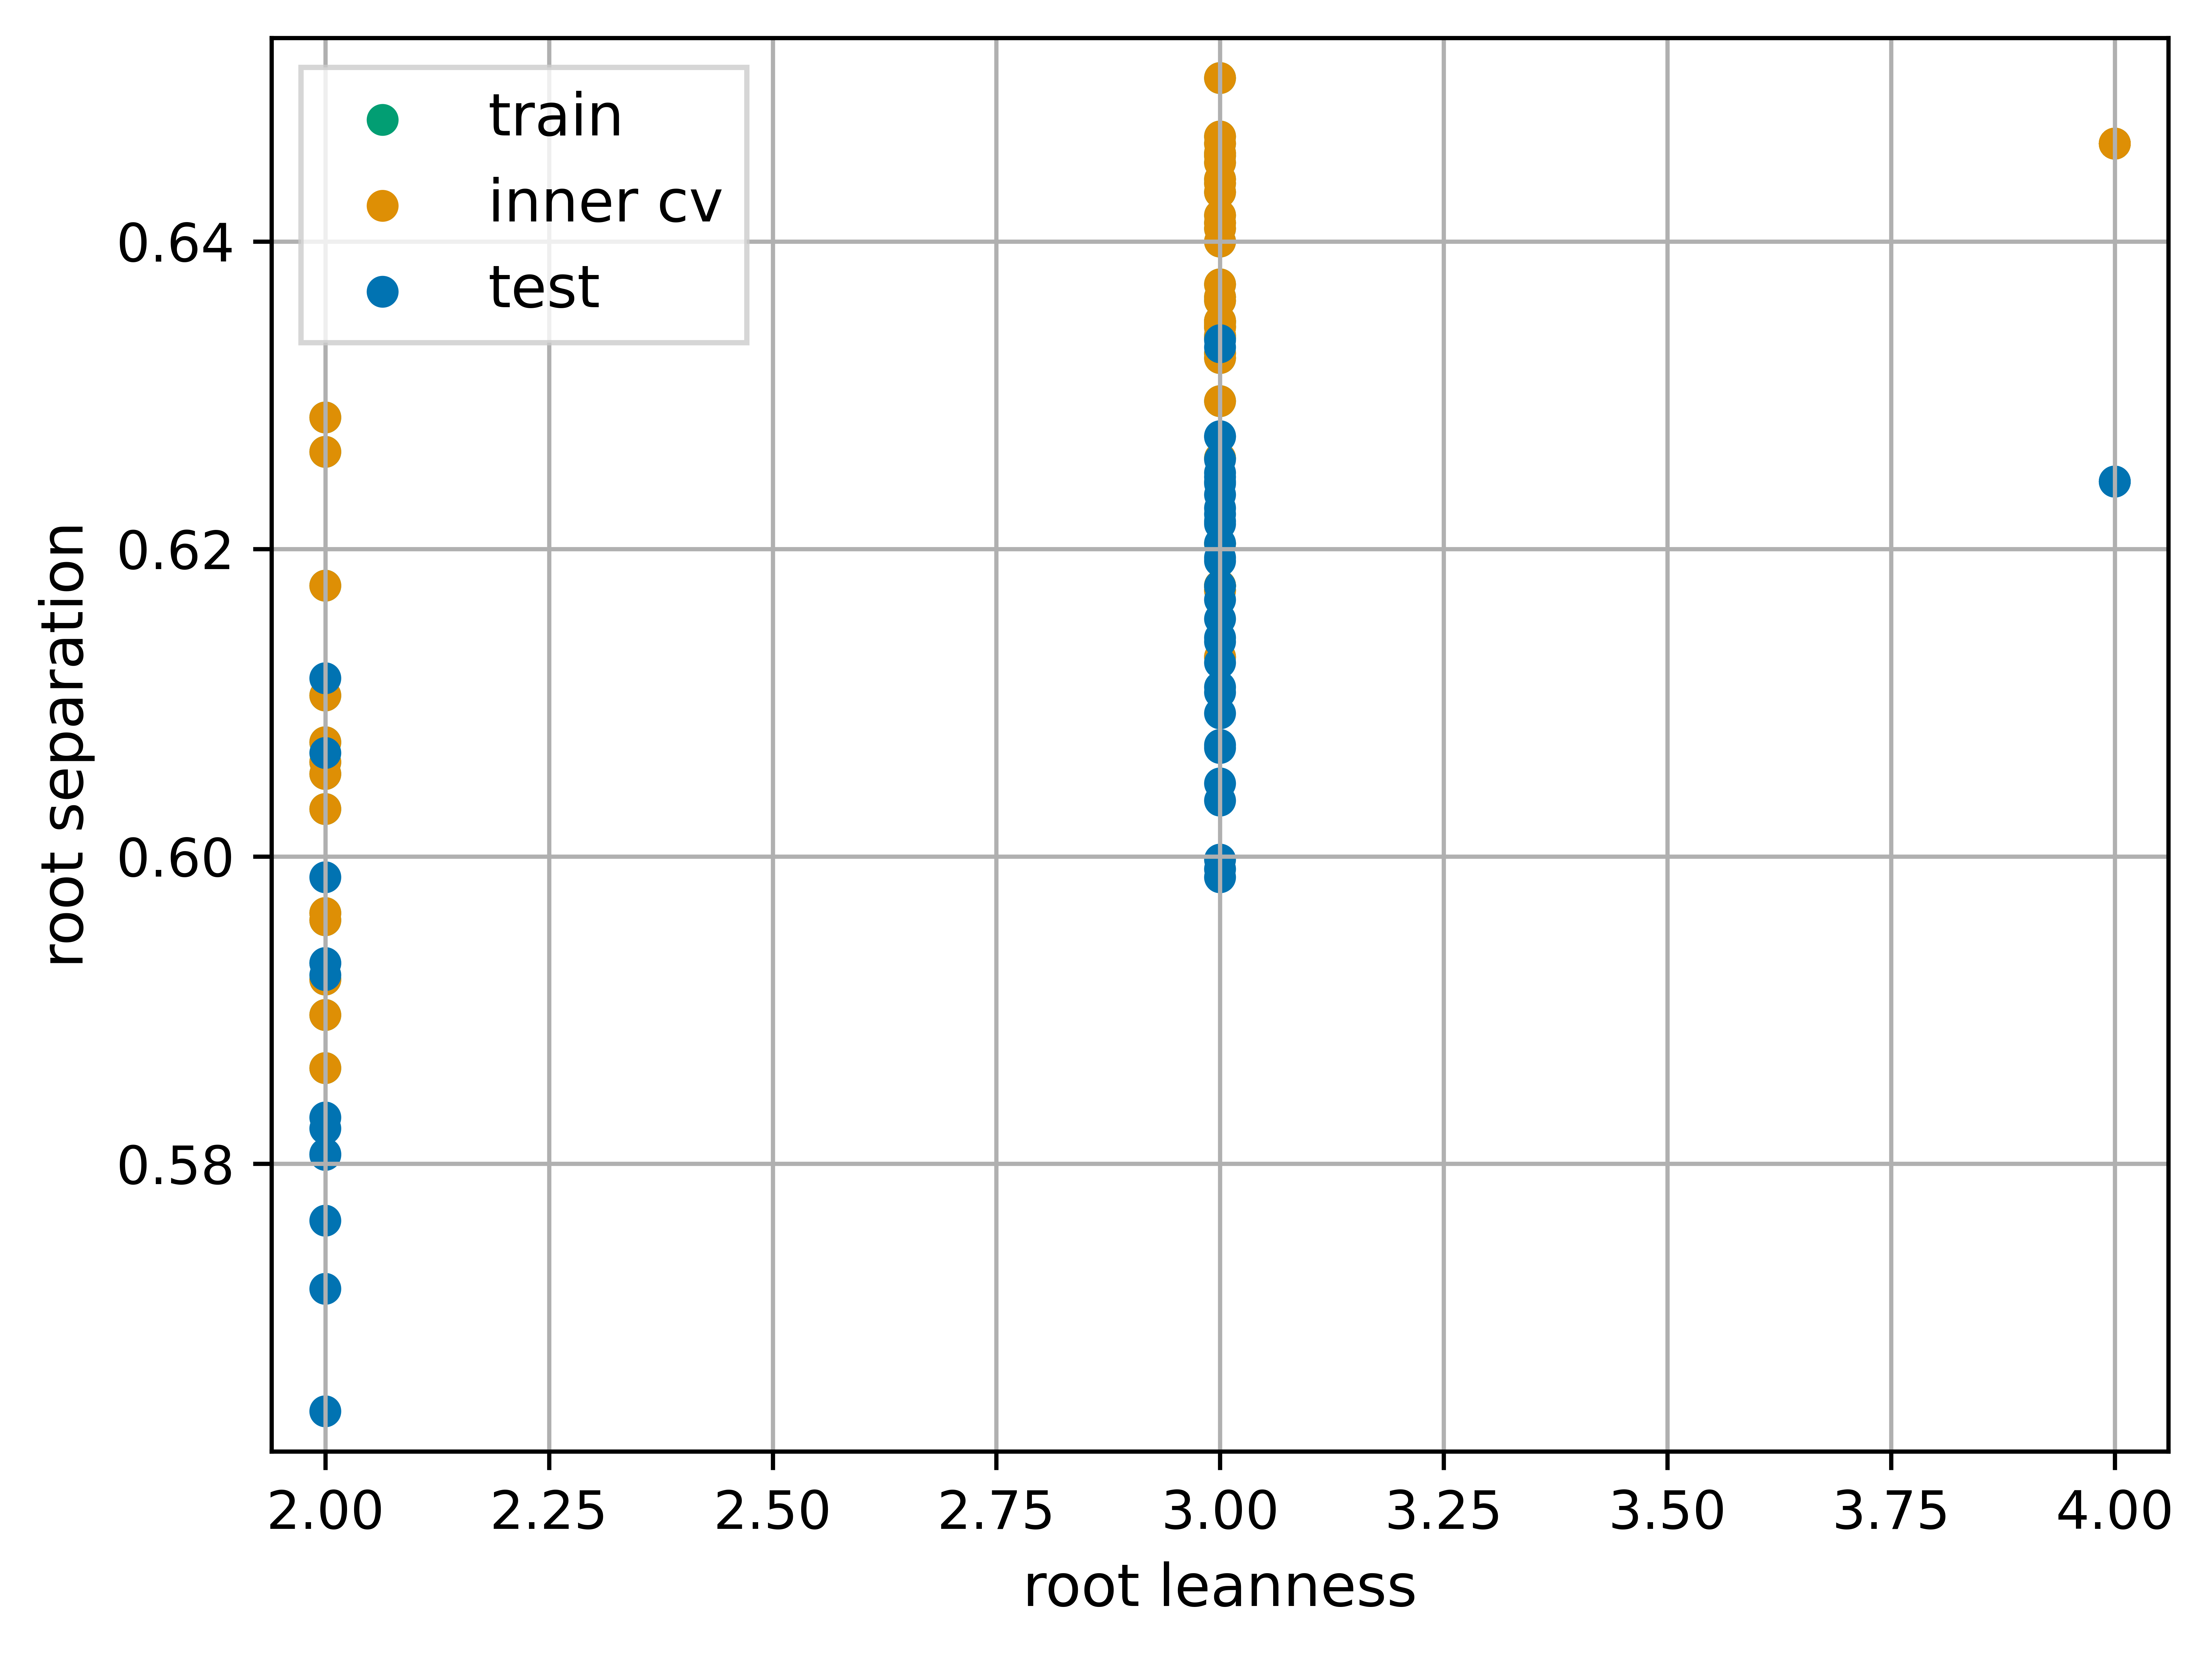 train
inner cv
test
0.64
0.62
0.60
0.58
root separation
2.00 2.25 2.50 2.75 3.00 3.25 3.50 3.75 4.00
root leanness